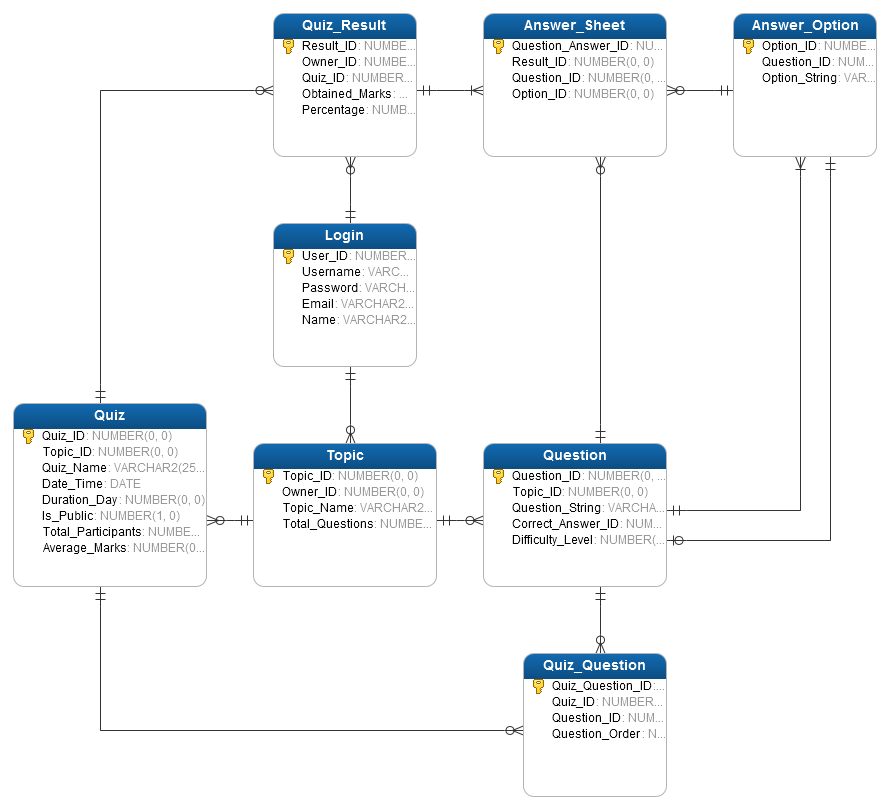 Quiz_Result
Result_ID: NUMBE...
Owner_ID: NUMBE...
Quiz_ID: NUMBER...
Obtained_Marks: ...
Percentage: NUMB...
Answer_Sheet
Question_Answer_ID: NU...
Result_ID: NUMBER(0, 0)
Question_ID: NUMBER(0, ...
Option_ID: NUMBER(0, 0)
Answer_Option
Option_ID: NUMBE...
Question_ID: NUM...
Option_String: VAR...
Login
User_ID: NUMBER...
Username: VARC...
Password: VARCH...
Email: VARCHAR2...
Name: VARCHAR2...
Quiz
Quiz_ID: NUMBER(0, 0)
Topic_ID: NUMBER(0, 0)
Quiz_Name: VARCHAR2(25...
Date_Time: DATE
Duration_Day: NUMBER(0, 0)
Is_Public: NUMBER(1, 0)
Total_Participants: NUMBE...
Average_Marks: NUMBER(0...
Topic
Topic_ID: NUMBER(0, 0)
Owner_ID: NUMBER(0, 0)
Topic_Name: VARCHAR2...
Total_Questions: NUMBE...
Question
Question_ID: NUMBER(0, ...
Topic_ID: NUMBER(0, 0)
Question_String: VARCHA...
Correct_Answer_ID: NUM...
Difficulty_Level: NUMBER(...
Quiz_Question
Quiz_Question_ID:...
Quiz_ID: NUMBER...
Question_ID: NUM...
Question_Order: N...